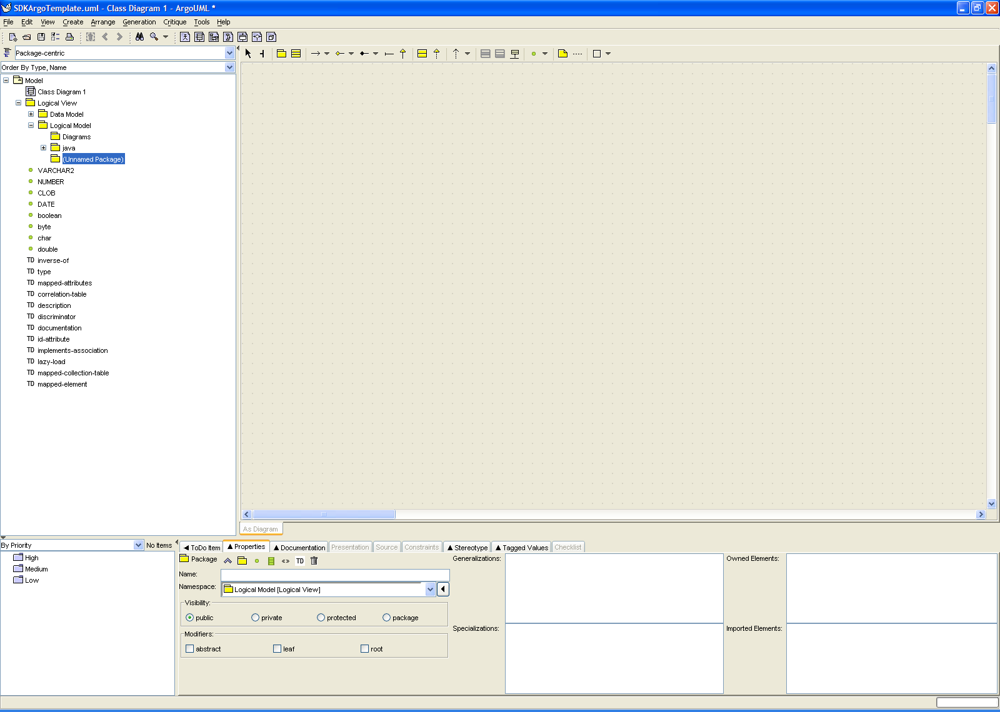 SDKArgoTemplate.uml - Class Diagram 1 - ArgoUML *
File Edit View Create Arrange Generation Critique Tools Help
Package-centric
Order By Type, Name
Model
Class Diagram 1
Logical View
Data Model
Logical Model
Diagrams
java
(Unnamed Package)
VARCHAR2
NUMBER
CLOB
DATE
boolean
byte
char
double
TD inverse-of
TD type
TD mapped-attributes
TD correlation-table
TD description
TD discriminator
TD documentation
TD id-attribute
TD implements-association
TD lazy-load
TD mapped-collection-table
TD mapped-element
As Diagram
By Priority No Items
High
Medium
Low
ToDo Item Properties Documentation Presentation Source Constraints Stereotype Tagged Values Checklist
Package «» TD
Name:
Namespace: Logical Model [Logical View]
Visibility:
public private protected package
Modifiers:
abstract leaf root
Generalizations:
Specializations:
Owned Elements:
Imported Elements: